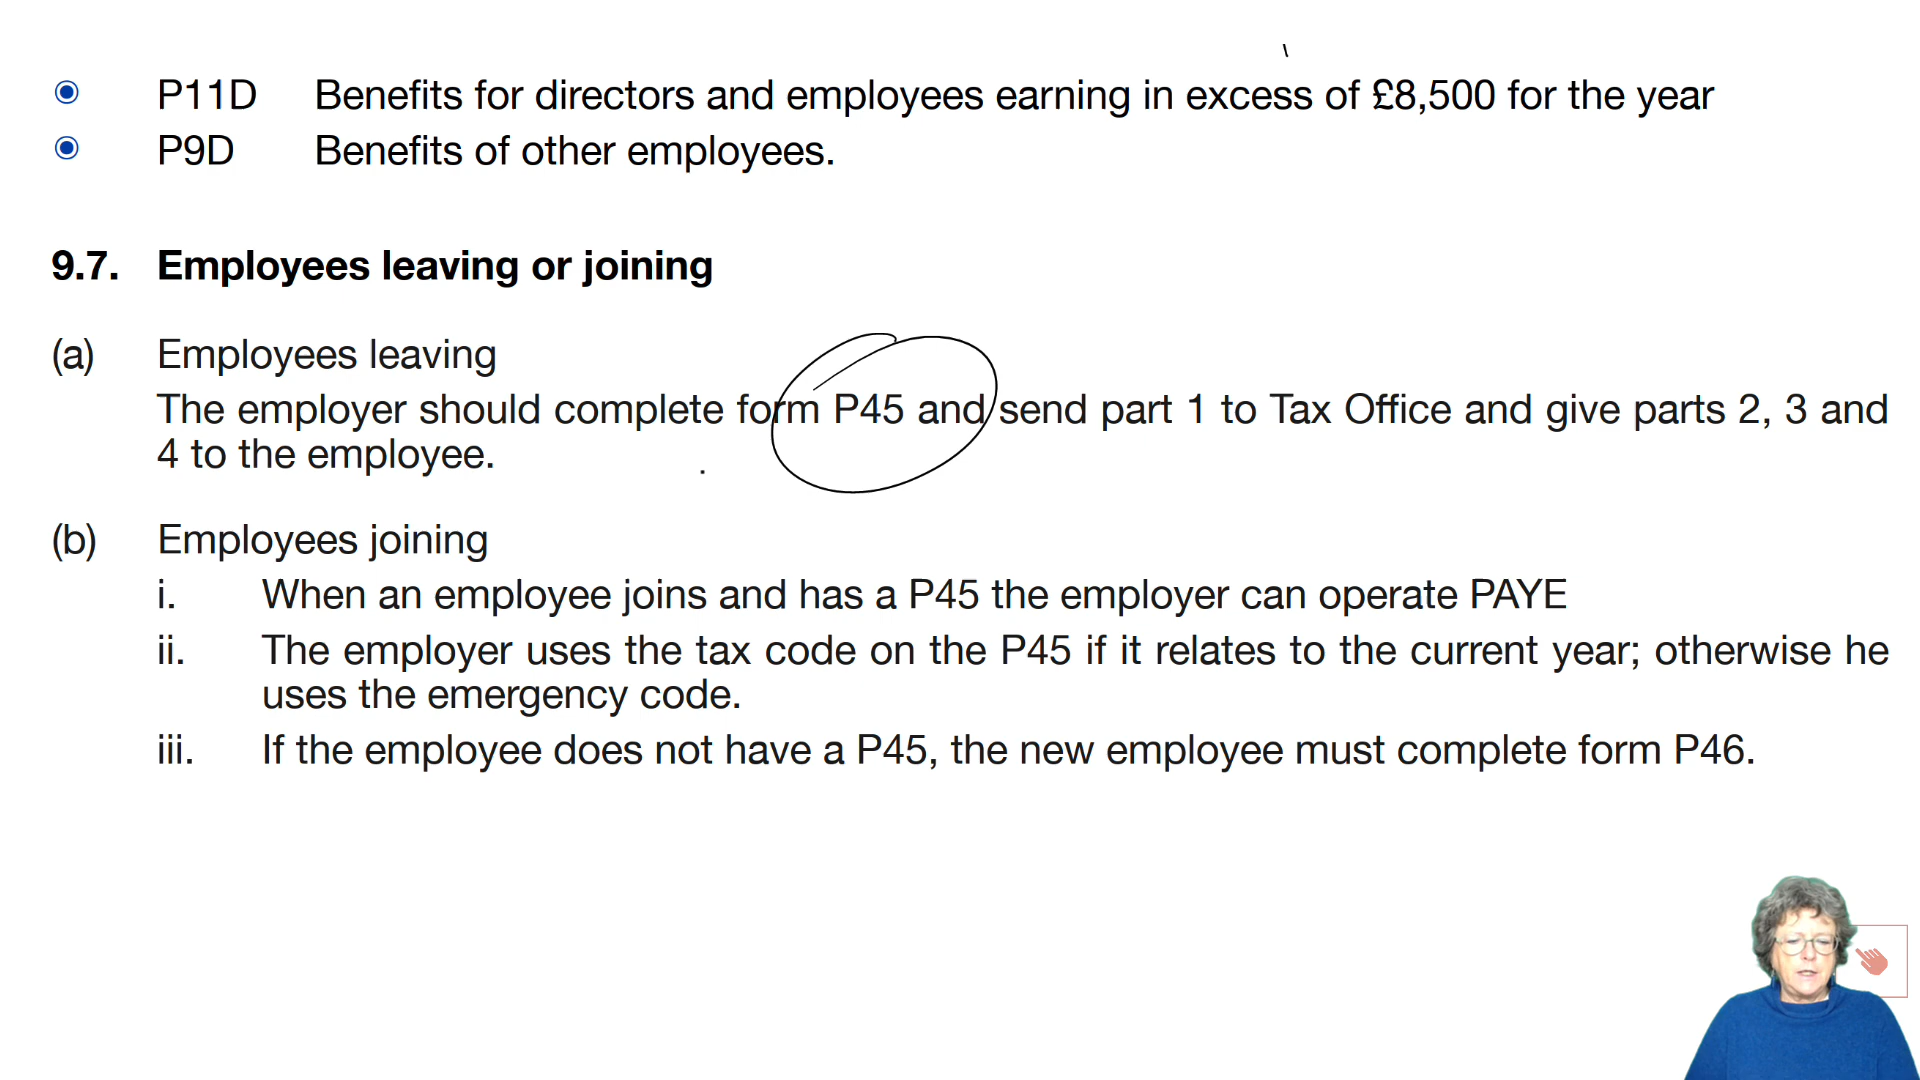 P11D Benefits for directors and employees earning in excess of £8,500 for the year
P9D Benefits of other employees.
9.7. Employees leaving or joining
(a) Employees leaving
The employer should complete form P45 and send part 1 to Tax Office and give parts 2, 3 and
4 to the employee.
(b) Employees joining
i. When an employee joins and has a P45 the employer can operate PAYE
ii. The employer uses the tax code on the P45 if it relates to the current year; otherwise he
uses the emergency code.
iii. If the employee does not have a P45, the new employee must complete form P46.